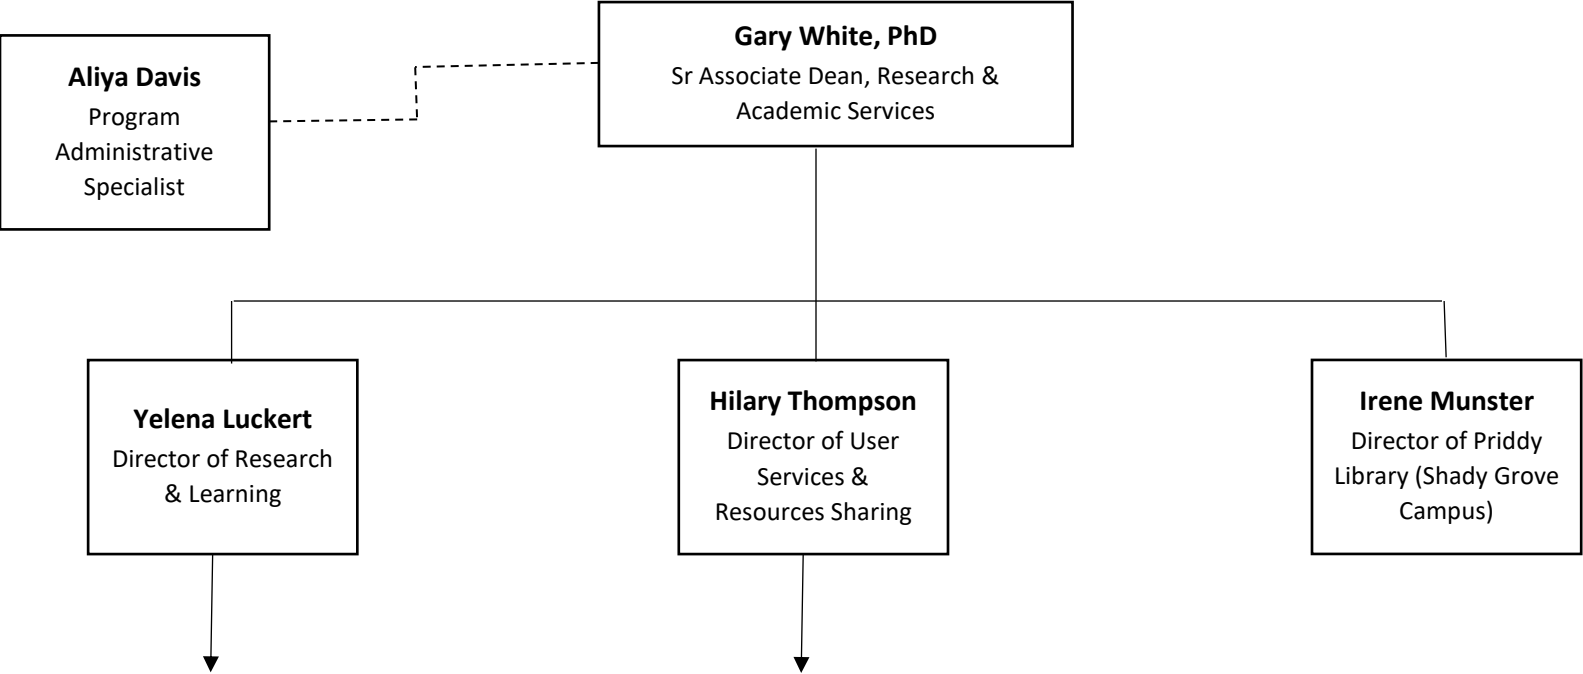 Gary White, PhD
Sr Associate Dean, Research &
Academic Services
Aliya Davis
Program
Administrative
Specialist
Yelena Luckert
Director of Research
& Learning
Hilary Thompson
Director of User
Services &
Resources Sharing
Irene Munster
Director of Priddy
Library (Shady Grove
Campus)